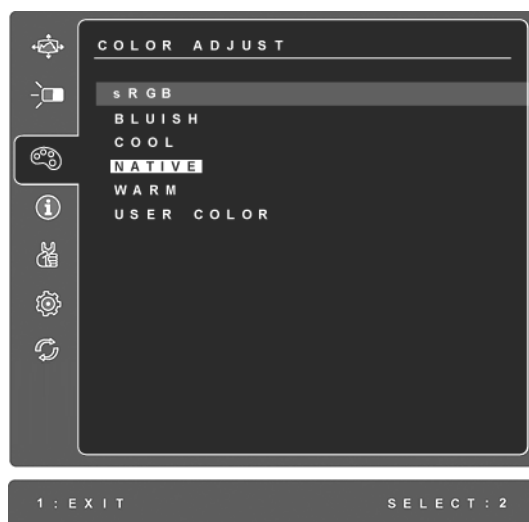 COLOR ADJUST
sRGB
BLUISH
COOL
NATIVE
WARM
USER COLOR
1:EXIT SELECT:2